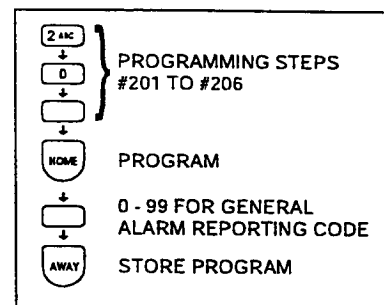 2 ABC
PROGRAMMING STEPS
0
#201 TO #206
HOME
PROGRAM
0 - 99 FOR GENERAL
ALARM REPORTING CODE
AWAY
STORE PROGRAM